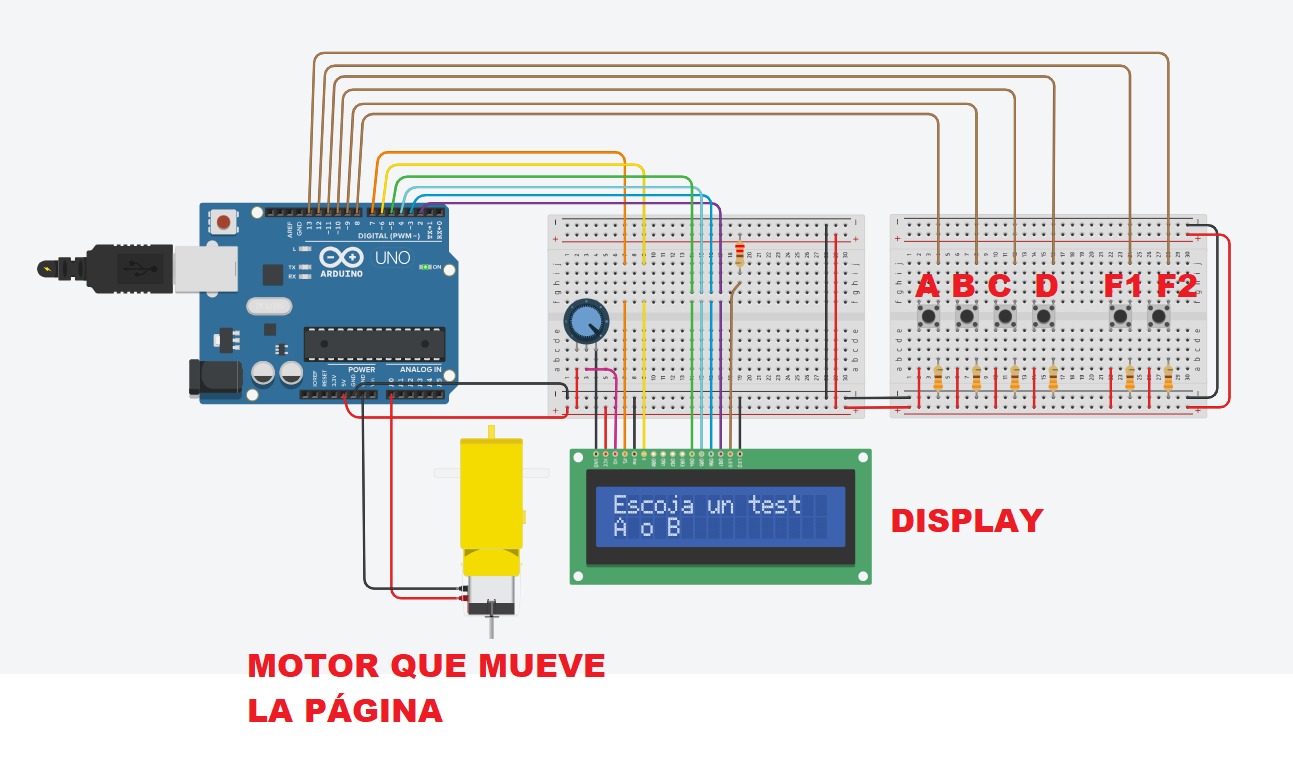 AREF
GND
13
12
~11
~10
~9
8
7
~6
~5
4
~3
2
TX→1
RX←0
DIGITAL (PWM~)
L
TX
RX
UNO
ON
ARDUINO
A B C D F1 F2
POWER
ANALOG IN
IOREF
RESET
3.3V
5V
GND
GND
Vin
A0
Escoja un test
A o B
DISPLAY
MOTOR QUE MUEVE
LA PÁGINA